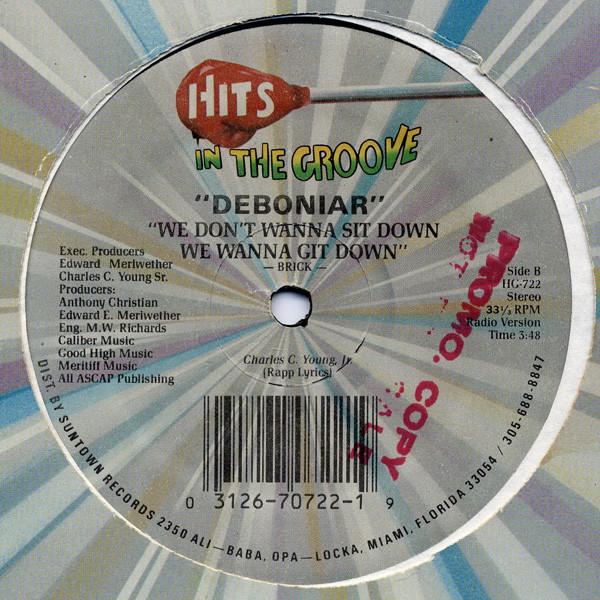 HITS
IN THE GROOVE
"DEBONIAR"
"WE DON'T WANNA SIT DOWN
WE WANNA GIT DOWN"
— BRICK —
Exec. Producers
Edward Meriwether
Charles C. Young Sr.
Producers:
Anthony Christian
Edward E. Meriwether
Eng. M.W. Richards
Caliber Music
Good High Music
Meritiff Music
All ASCAP Publishing
Side B
HG-722
Stereo
33⅓ RPM
Radio Version
Time 3:48
PROMO. COPY
NOT
SALE
Charles C. Young, Jr.
(Rapp Lyrics)
0 3126-70722-1 9
DIST. BY SUNTOWN RECORDS 2350 ALI—BABA, OPA—LOCKA, MIAMI, FLORIDA 33054 / 305-688-8847